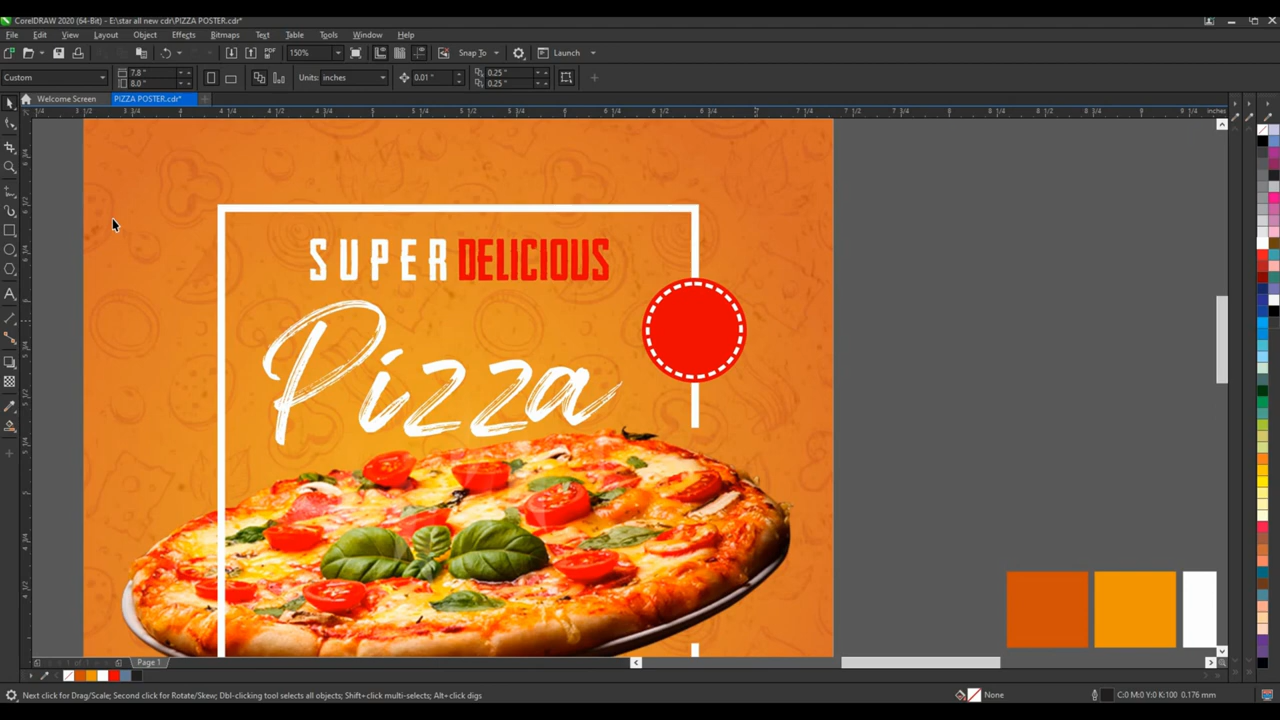 CorelDRAW 2020 (64-Bit) - E:\star all new cdr\PIZZA POSTER.cdr*
File Edit View Layout Object Effects Bitmaps Text Table Tools Window Help
PDF 150% Snap To Launch
Custom 7.8 " 8.0 " Units: inches 0.01 " 0.25 " 0.25 "
Welcome Screen PIZZA POSTER.cdr*
inches
SUPER DELICIOUS
Pizza
Page 1
Next click for Drag/Scale; Second click for Rotate/Skew; Dbl-clicking tool selects all objects; Shift+click multi-selects; Alt+click digs None C:0 M:0 Y:0 K:100 0.176 mm